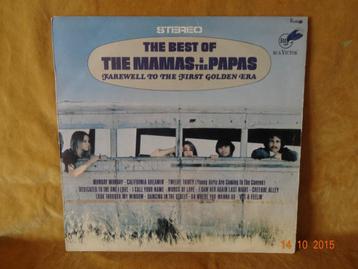 STEREO
THE BEST OF
THE MAMAS & THE PAPAS
FAREWELL TO THE FIRST GOLDEN ERA
RCA VICTOR
MONDAY MONDAY · CALIFORNIA DREAMIN' · TWELVE THIRTY (Young Girls Are Coming To The Canyon)
DEDICATED TO THE ONE I LOVE · I CALL YOUR NAME · WORDS OF LOVE · I SAW HER AGAIN LAST NIGHT · CREEQUE ALLEY
LOOK THROUGH MY WINDOW · DANCING IN THE STREET · GO WHERE YOU WANNA GO · GOT A FEELIN'
14 10 2015